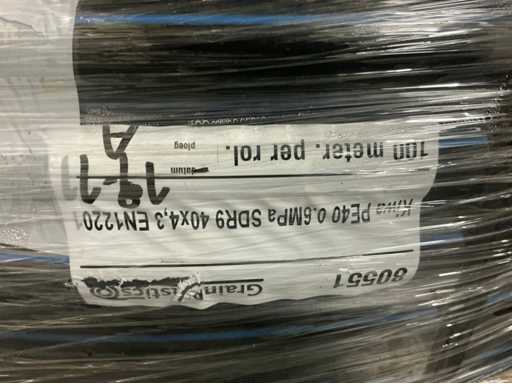 80551 GrainPlastics
Kiwa PE40 0.6MPa SDR9 40x4,3 EN12201
100 meter. per rol.
datum
ploeg
A